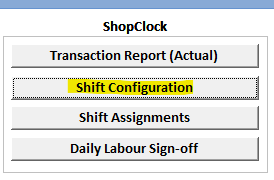 ShopClock
Transaction Report (Actual)
Shift Configuration
Shift Assignments
Daily Labour Sign-off